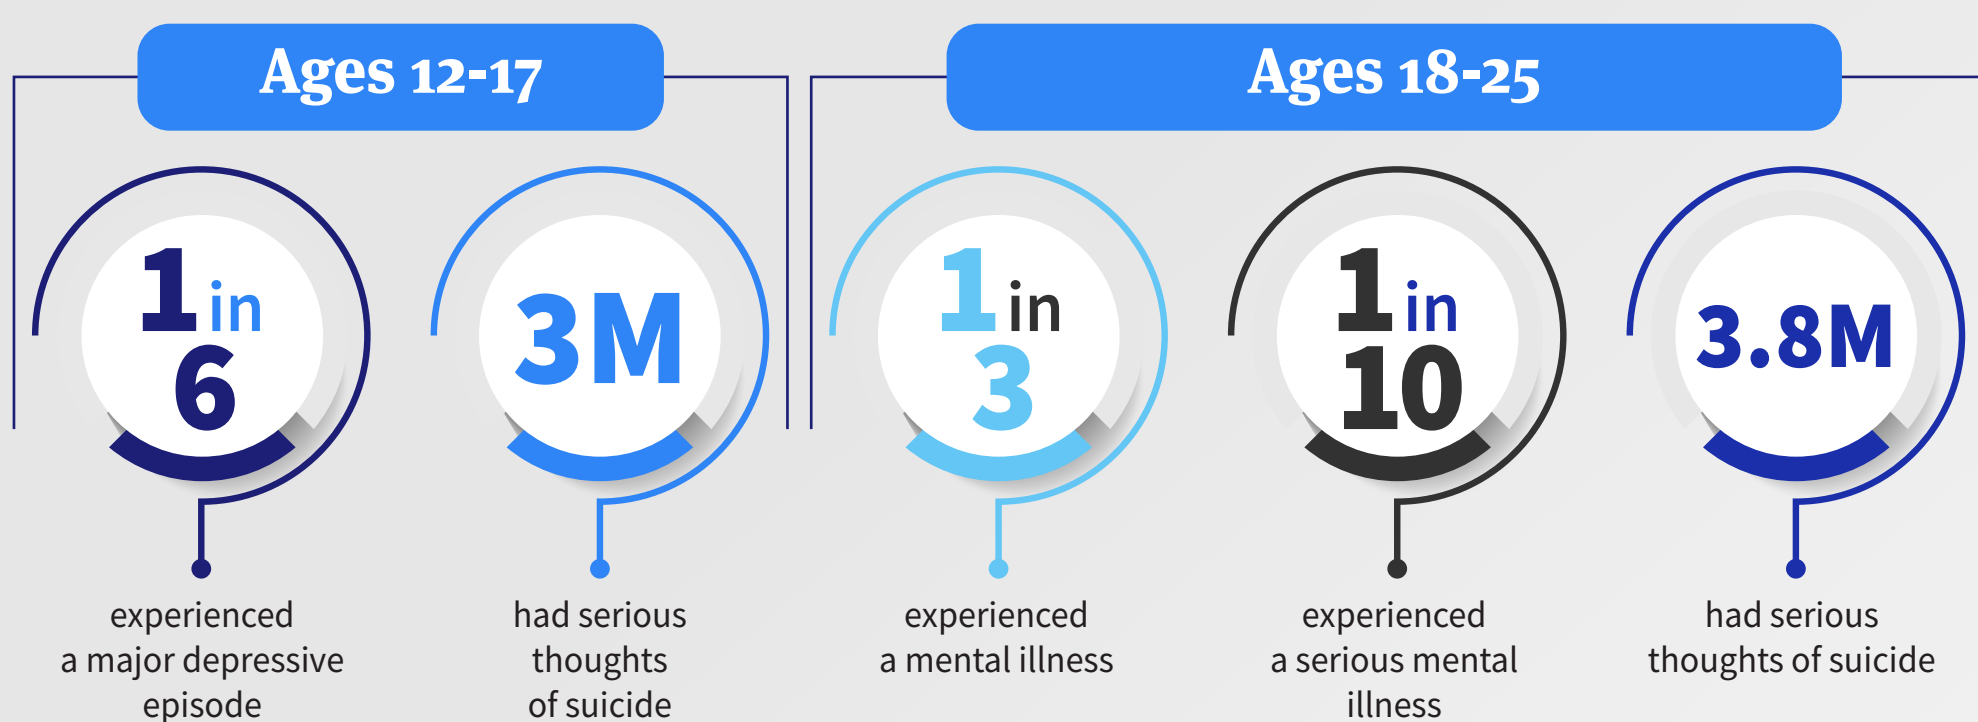 Ages 12-17
1 in
6
experienced
a major depressive
episode
3M
had serious
thoughts
of suicide
Ages 18-25
1 in
3
experienced
a mental illness
1 in
10
experienced
a serious mental
illness
3.8M
had serious
thoughts of suicide